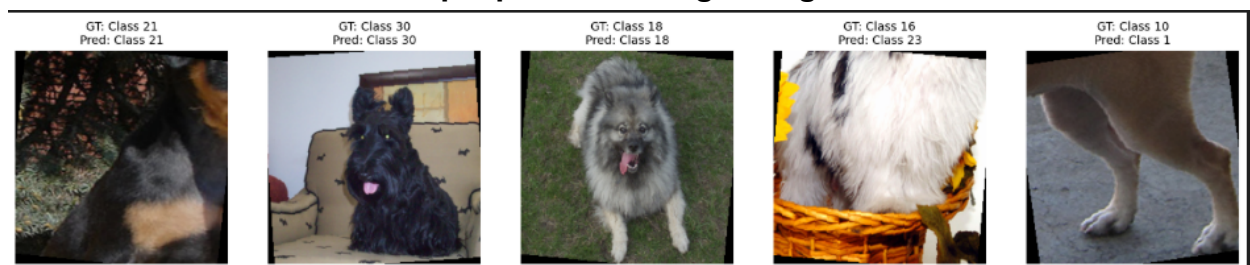 GT: Class 21
Pred: Class 21
GT: Class 30
Pred: Class 30
GT: Class 18
Pred: Class 18
GT: Class 16
Pred: Class 23
GT: Class 10
Pred: Class 1